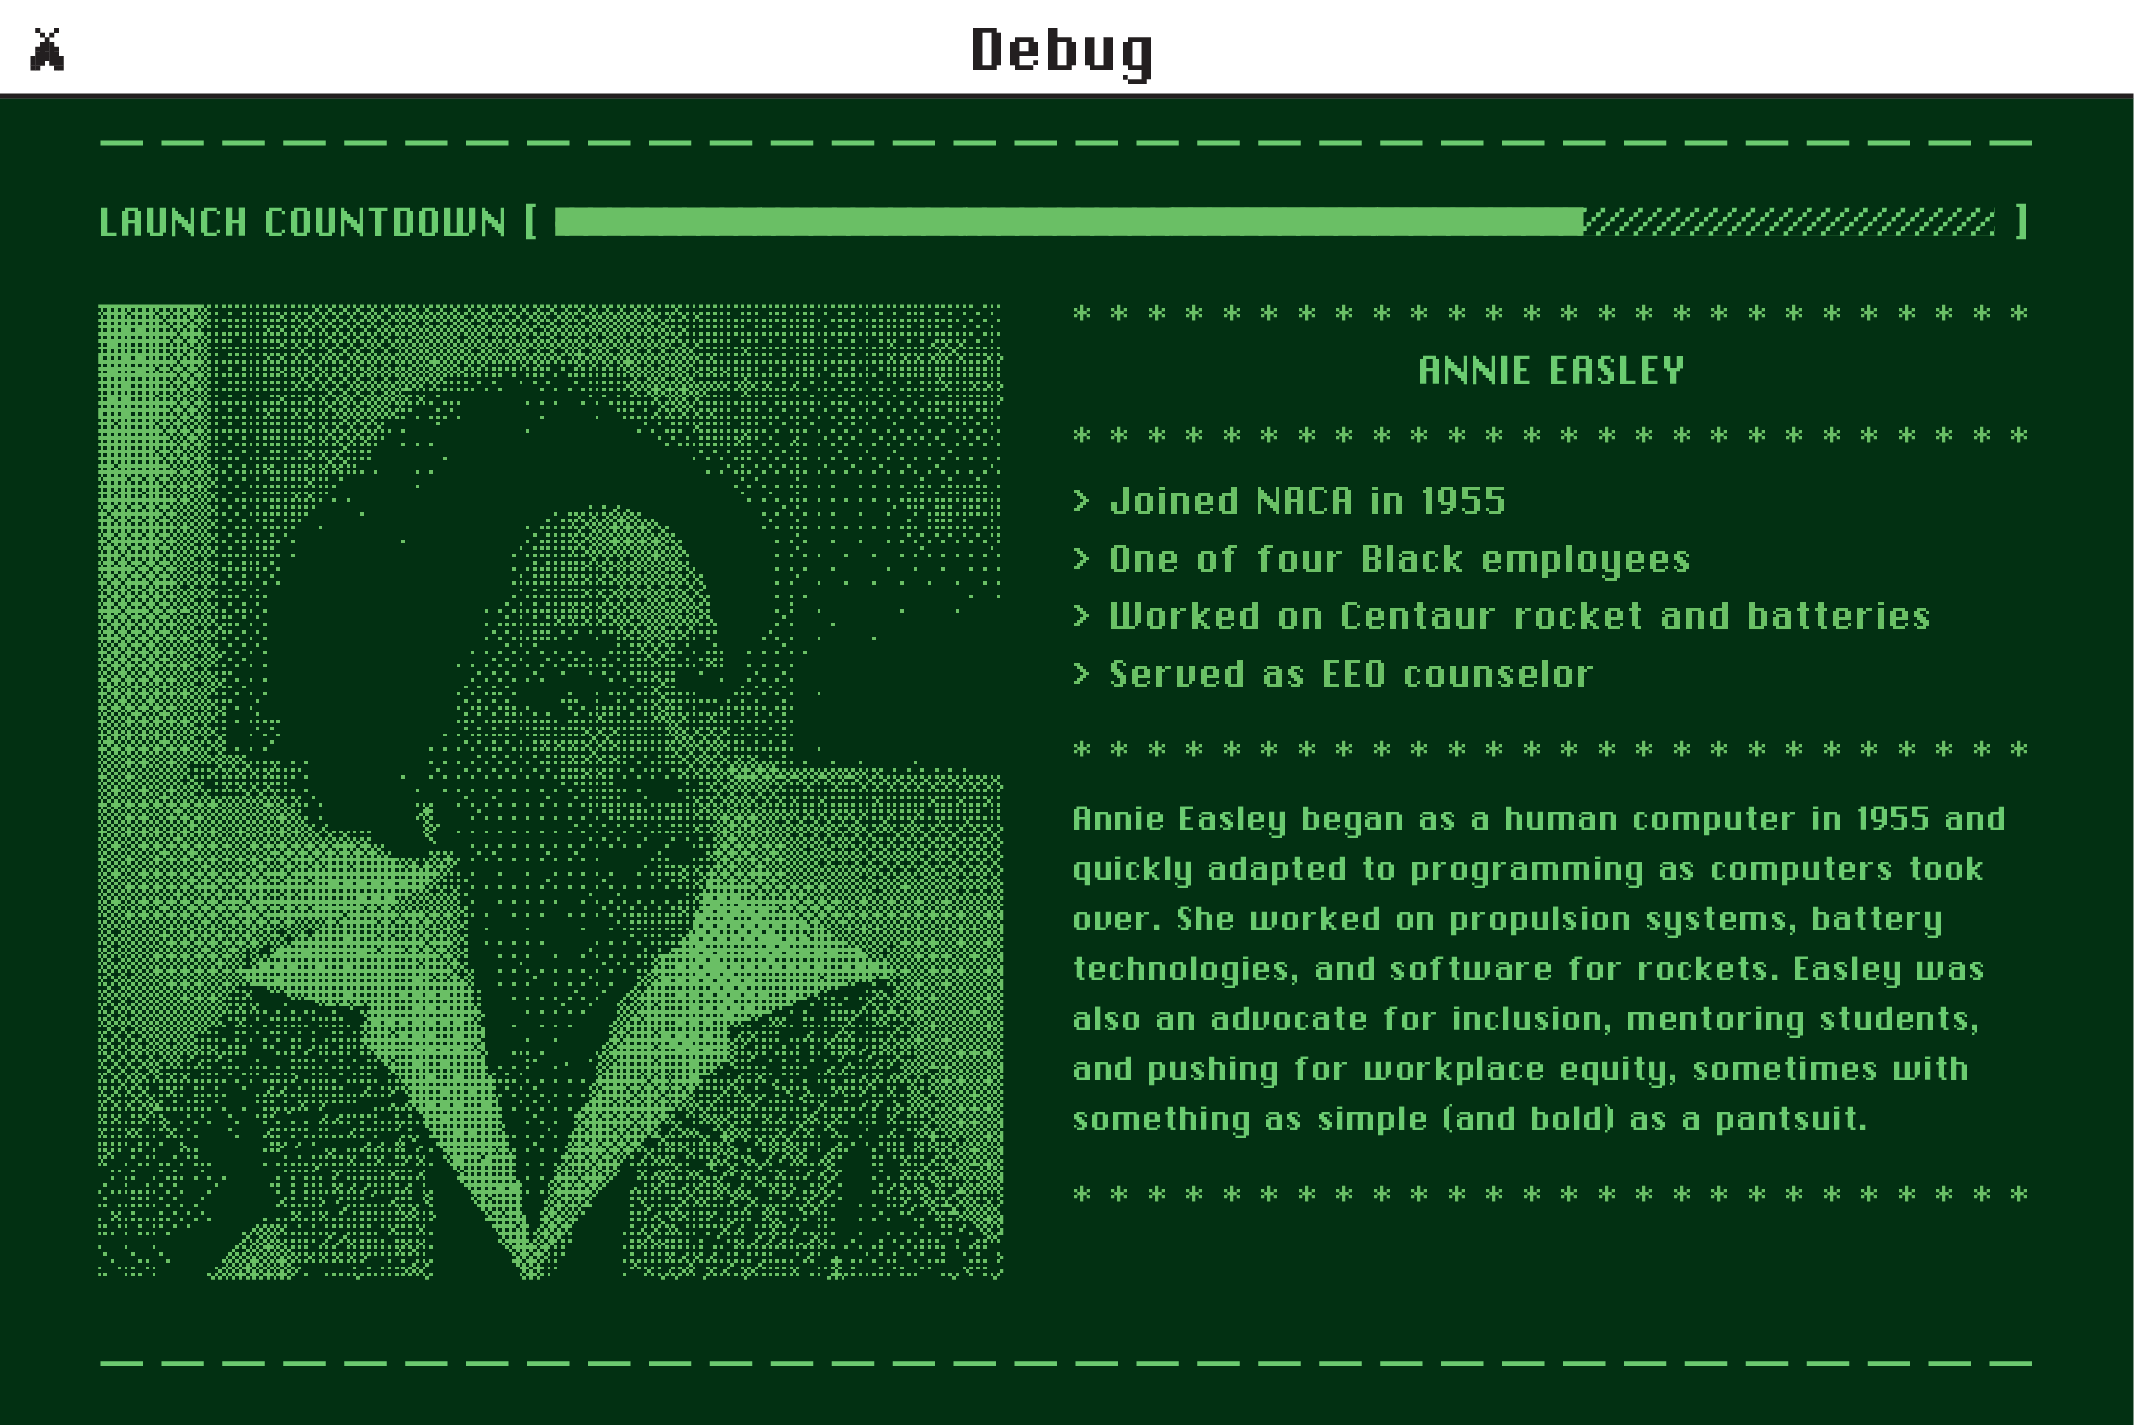 Debug
LAUNCH COUNTDOWN [ ]
* * * * * * * * * * * * * * * * * * * * * * * * * *
ANNIE EASLEY
* * * * * * * * * * * * * * * * * * * * * * * * * *
> Joined NACA in 1955
> One of four Black employees
> Worked on Centaur rocket and batteries
> Served as EEO counselor
* * * * * * * * * * * * * * * * * * * * * * * * * *
Annie Easley began as a human computer in 1955 and
quickly adapted to programming as computers took
over. She worked on propulsion systems, battery
technologies, and software for rockets. Easley was
also an advocate for inclusion, mentoring students,
and pushing for workplace equity, sometimes with
something as simple (and bold) as a pantsuit.
* * * * * * * * * * * * * * * * * * * * * * * * * *